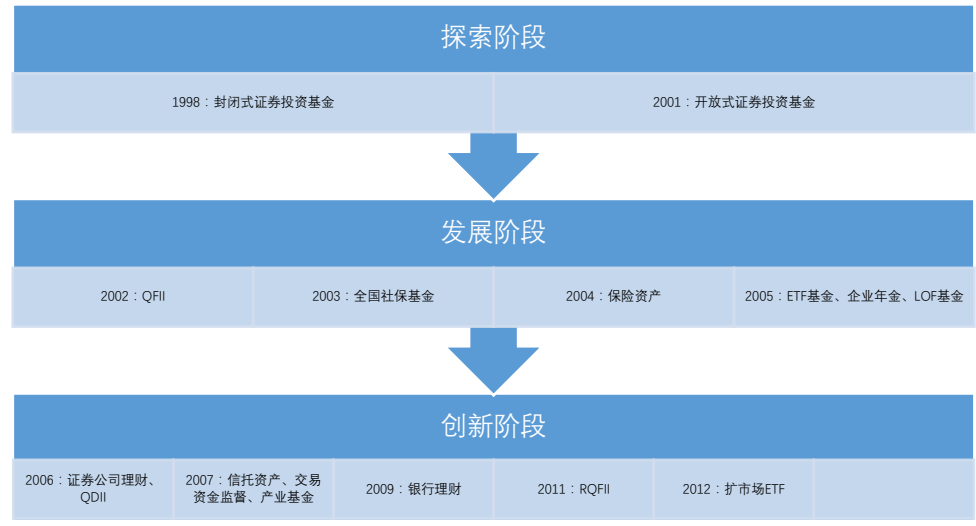 探索阶段
1998：封闭式证券投资基金
2001：开放式证券投资基金
发展阶段
2002：QFII
2003：全国社保基金
2004：保险资产
2005：ETF基金、企业年金、LOF基金
创新阶段
2006：证券公司理财、
QDII
2007：信托资产、交易
资金监督、产业基金
2009：银行理财
2011：RQFII
2012：扩市场ETF